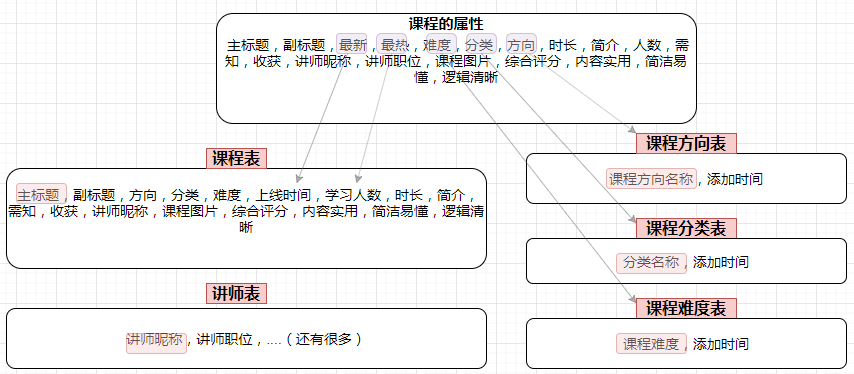 课程的属性
主标题，副标题，最新，最热，难度，分类，方向，时长，简介，人数，需
知，收获，讲师昵称，讲师职位，课程图片，综合评分，内容实用，简洁易
懂，逻辑清晰
课程表
主标题，副标题，方向，分类，难度，上线时间，学习人数，时长，简介，
需知，收获，讲师昵称，课程图片，综合评分，内容实用，简洁易懂，逻辑清
晰
讲师表
讲师昵称，讲师职位，....（还有很多）
课程方向表
课程方向名称，添加时间
课程分类表
分类名称，添加时间
课程难度表
课程难度，添加时间